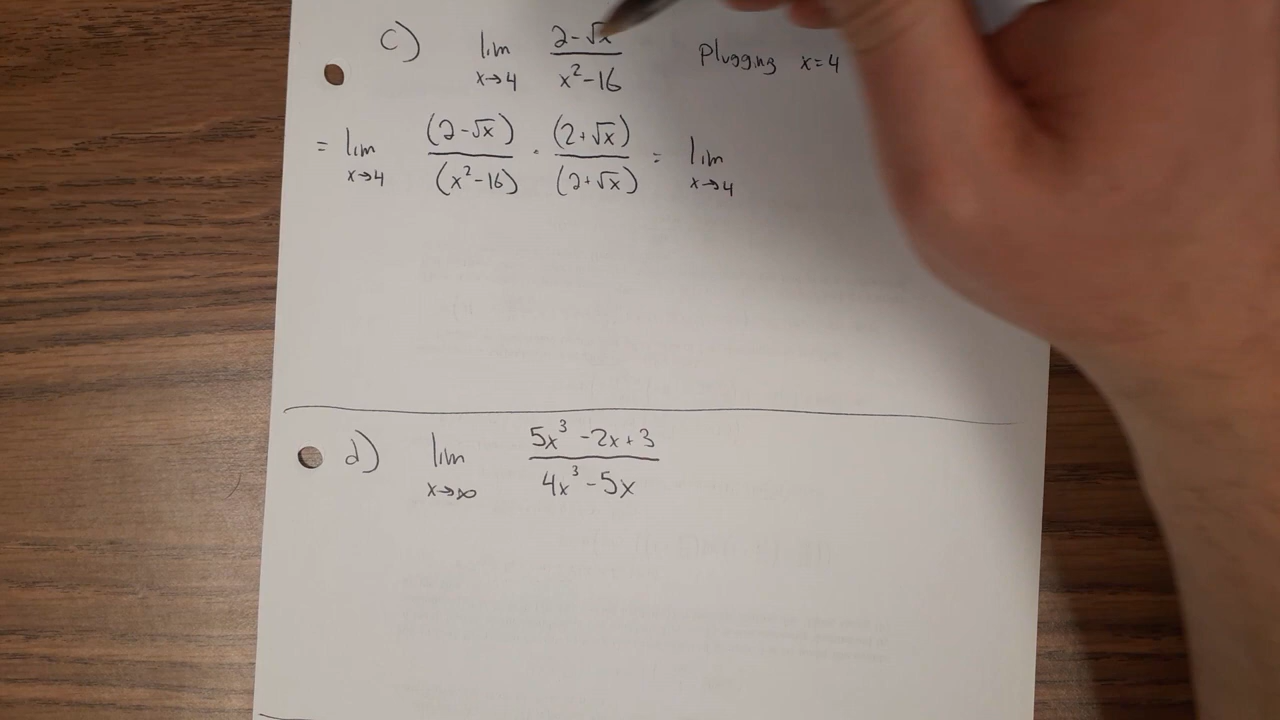 c) lim x→4 (2-√x)/(x²-16) Plugging x=4
= lim x→4 (2-√x)/(x²-16) · (2+√x)/(2+√x) = lim x→4
d) lim x→∞ (5x³-2x+3)/(4x³-5x)